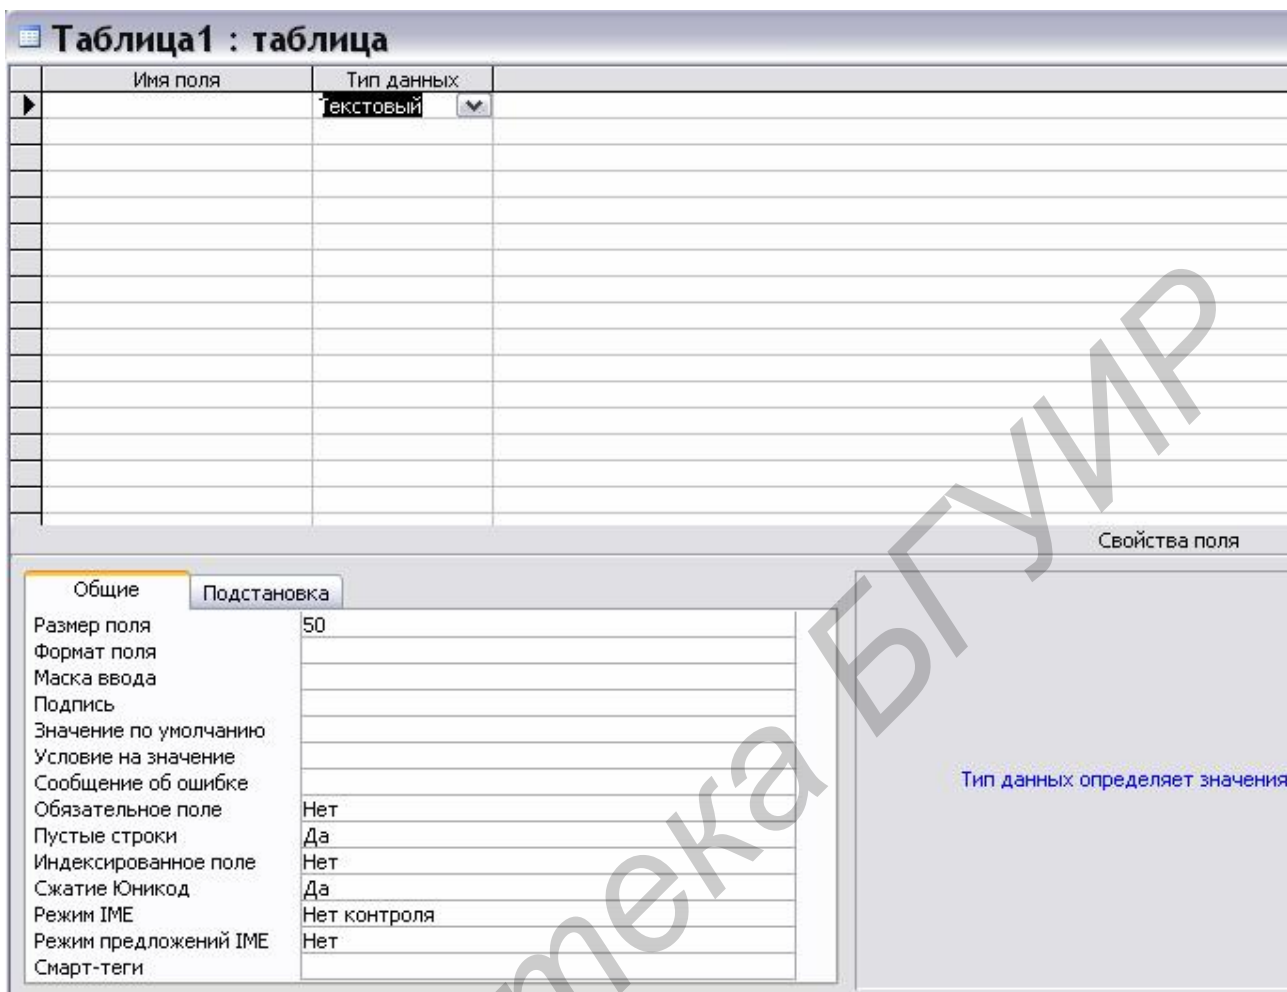 Таблица1 : таблица
Имя поля Тип данных
Текстовый
Свойства поля
Общие Подстановка
Размер поля 50
Формат поля
Маска ввода
Подпись
Значение по умолчанию
Условие на значение
Сообщение об ошибке
Обязательное поле Нет
Пустые строки Да
Индексированное поле Нет
Сжатие Юникод Да
Режим IME Нет контроля
Режим предложений IME Нет
Смарт-теги
Тип данных определяет значения
тека БГУИР